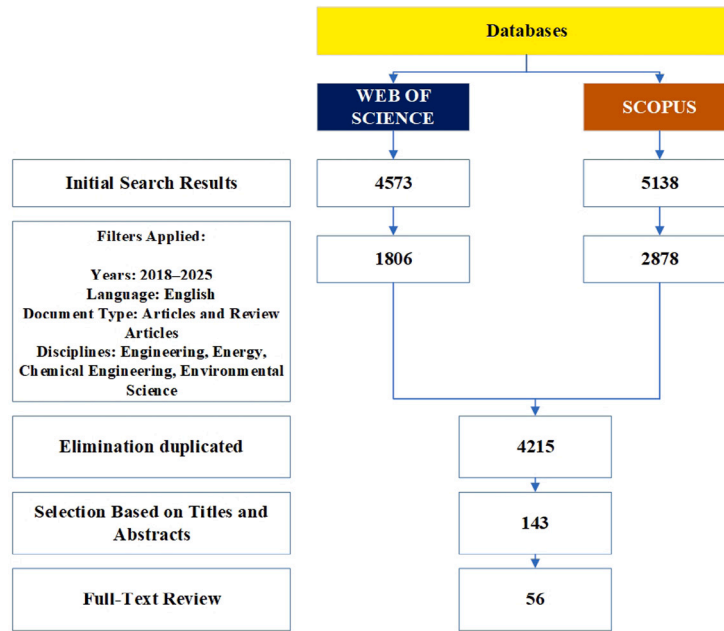 Databases
WEB OF
SCIENCE
SCOPUS
Initial Search Results
4573
5138
Filters Applied:
Years: 2018–2025
Language: English
Document Type: Articles and Review
Articles
Disciplines: Engineering, Energy,
Chemical Engineering, Environmental
Science
1806
2878
Elimination duplicated
4215
Selection Based on Titles and
Abstracts
143
Full-Text Review
56